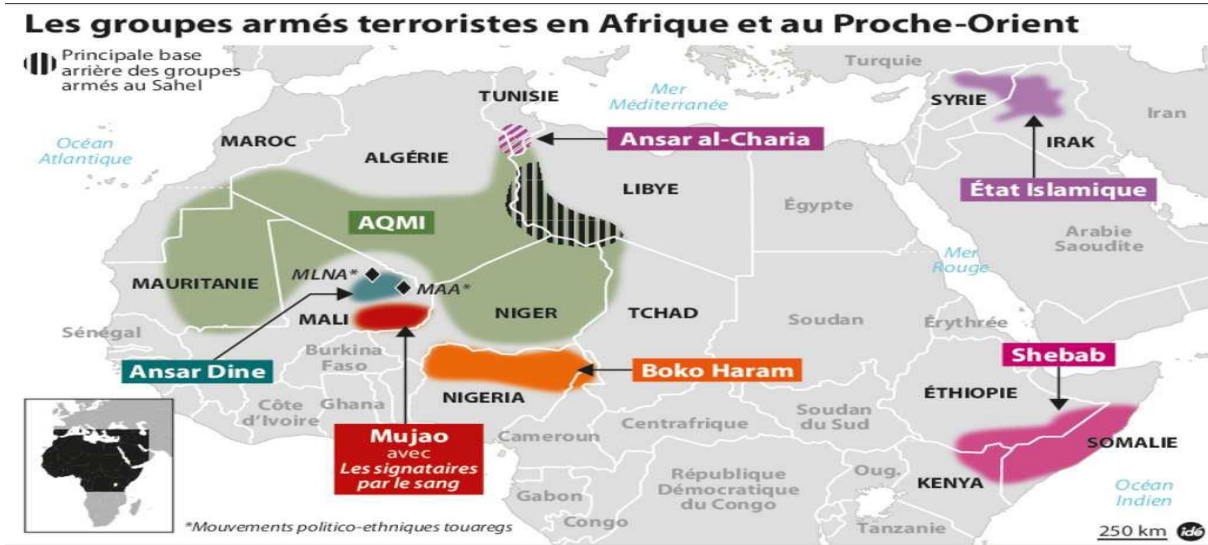 Les groupes armés terroristes en Afrique et au Proche-Orient
Principale base
arrière des groupes
armés au Sahel
Océan
Atlantique
MAROC
ALGÉRIE
TUNISIE
Mer
Méditerranée
Turquie
SYRIE
IRAK
Iran
Ansar al-Charia
LIBYE
Égypte
État Islamique
Arabie
Saoudite
Mer
Rouge
AQMI
MAURITANIE
MLNA*
MAA*
MALI
NIGER
TCHAD
Soudan
Érythrée
Sénégal
Burkina
Faso
Ansar Dine
Boko Haram
Shebab
NIGERIA
ÉTHIOPIE
Côte
d'Ivoire
Ghana
Mujao
avec
Les signataires
par le sang
Cameroun
Centrafrique
Soudan
du Sud
SOMALIE
Gabon
Congo
République
Démocratique
du Congo
Oug.
KENYA
Tanzanie
Océan
Indien
*Mouvements politico-ethniques touaregs
250 km
idé